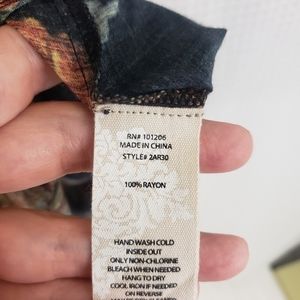 RN# 101206
MADE IN CHINA
STYLE# 2AR30
100% RAYON
HAND WASH COLD
INSIDE OUT
ONLY NON-CHLORINE
BLEACH WHEN NEEDED
HANG TO DRY
COOL IRON IF NEEDED
ON REVERSE